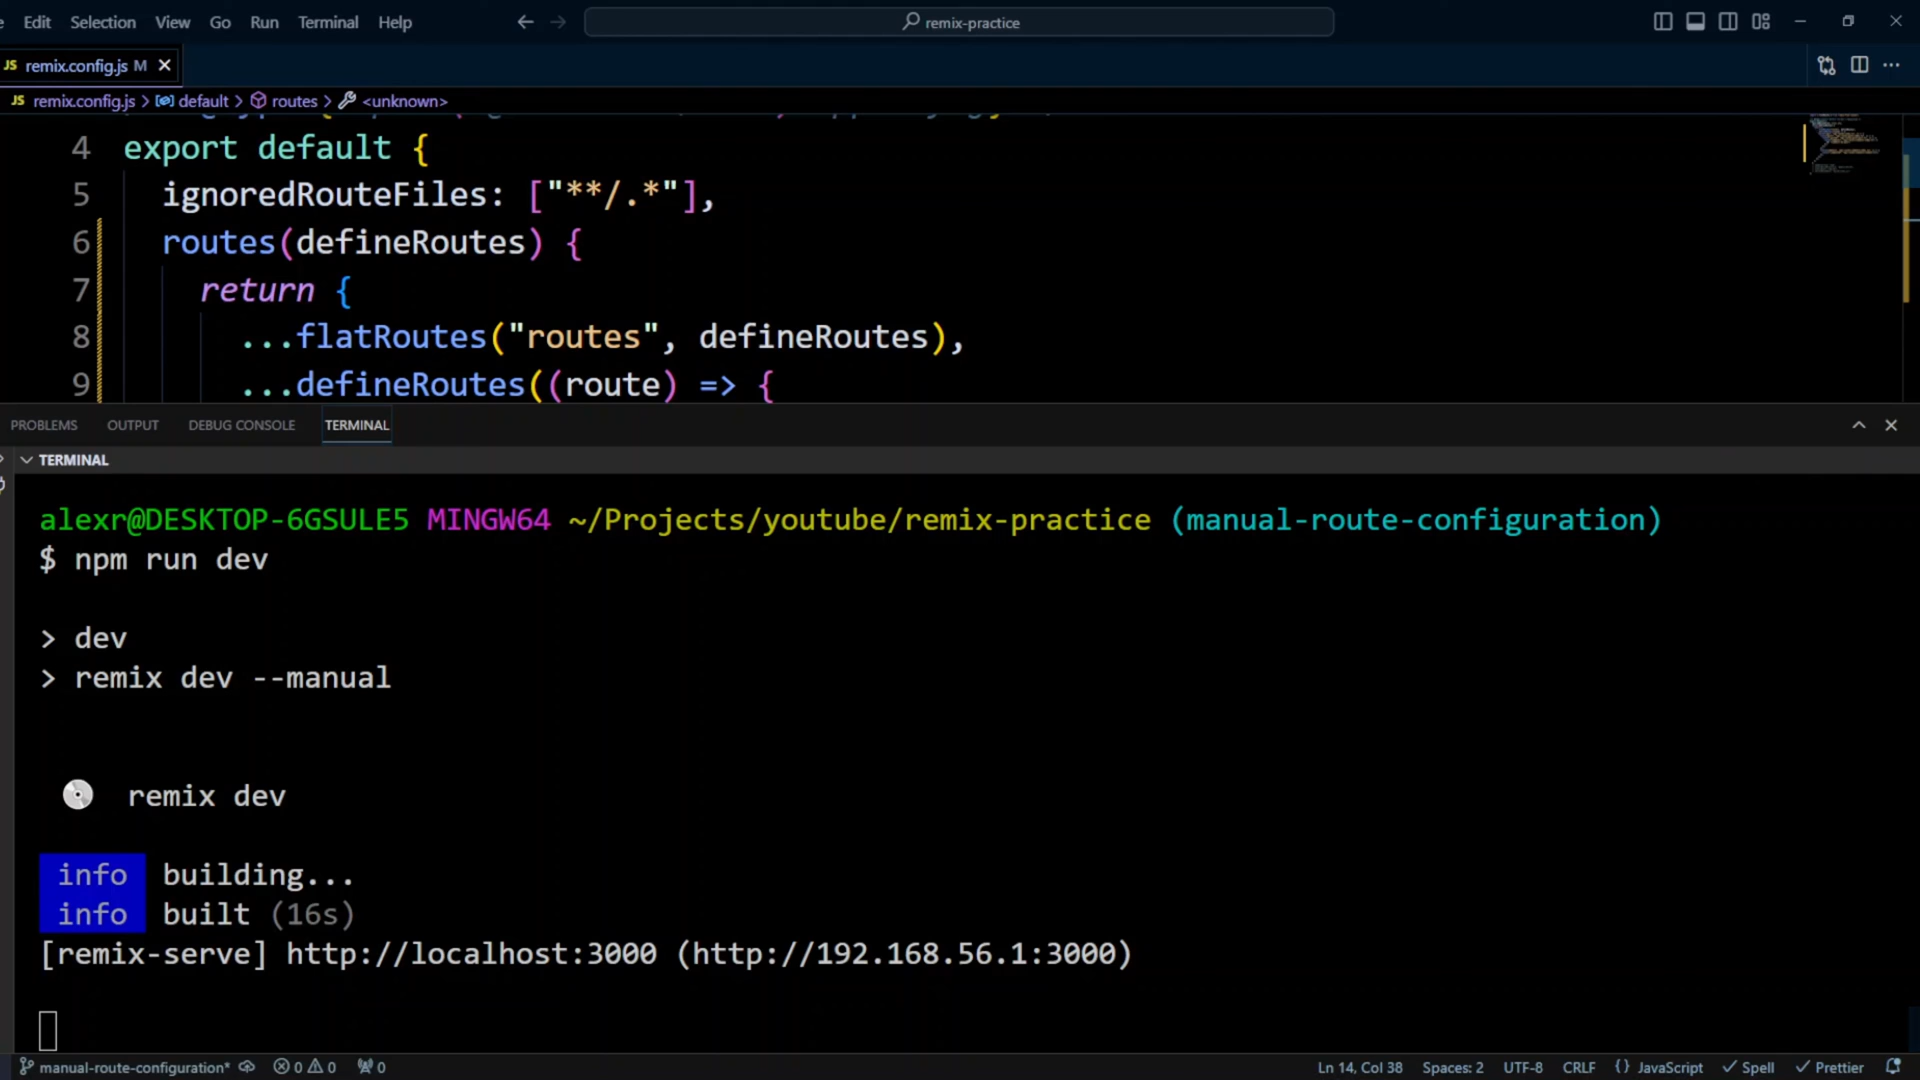 Edit Selection View Go Run Terminal Help remix-practice
JS remix.config.js M
JS remix.config.js > default > routes > <unknown>
4 export default {
5 ignoredRouteFiles: ["**/.*"],
6 routes(defineRoutes) {
7 return {
8 ...flatRoutes("routes", defineRoutes),
9 ...defineRoutes((route) => {
PROBLEMS OUTPUT DEBUG CONSOLE TERMINAL
TERMINAL
alexr@DESKTOP-6GSULE5 MINGW64 ~/Projects/youtube/remix-practice (manual-route-configuration)
$ npm run dev
> dev
> remix dev --manual
remix dev
info building...
info built (16s)
[remix-serve] http://localhost:3000 (http://192.168.56.1:3000)
manual-route-configuration* 0 0 0 Ln 14, Col 38 Spaces: 2 UTF-8 CRLF {} JavaScript Spell Prettier